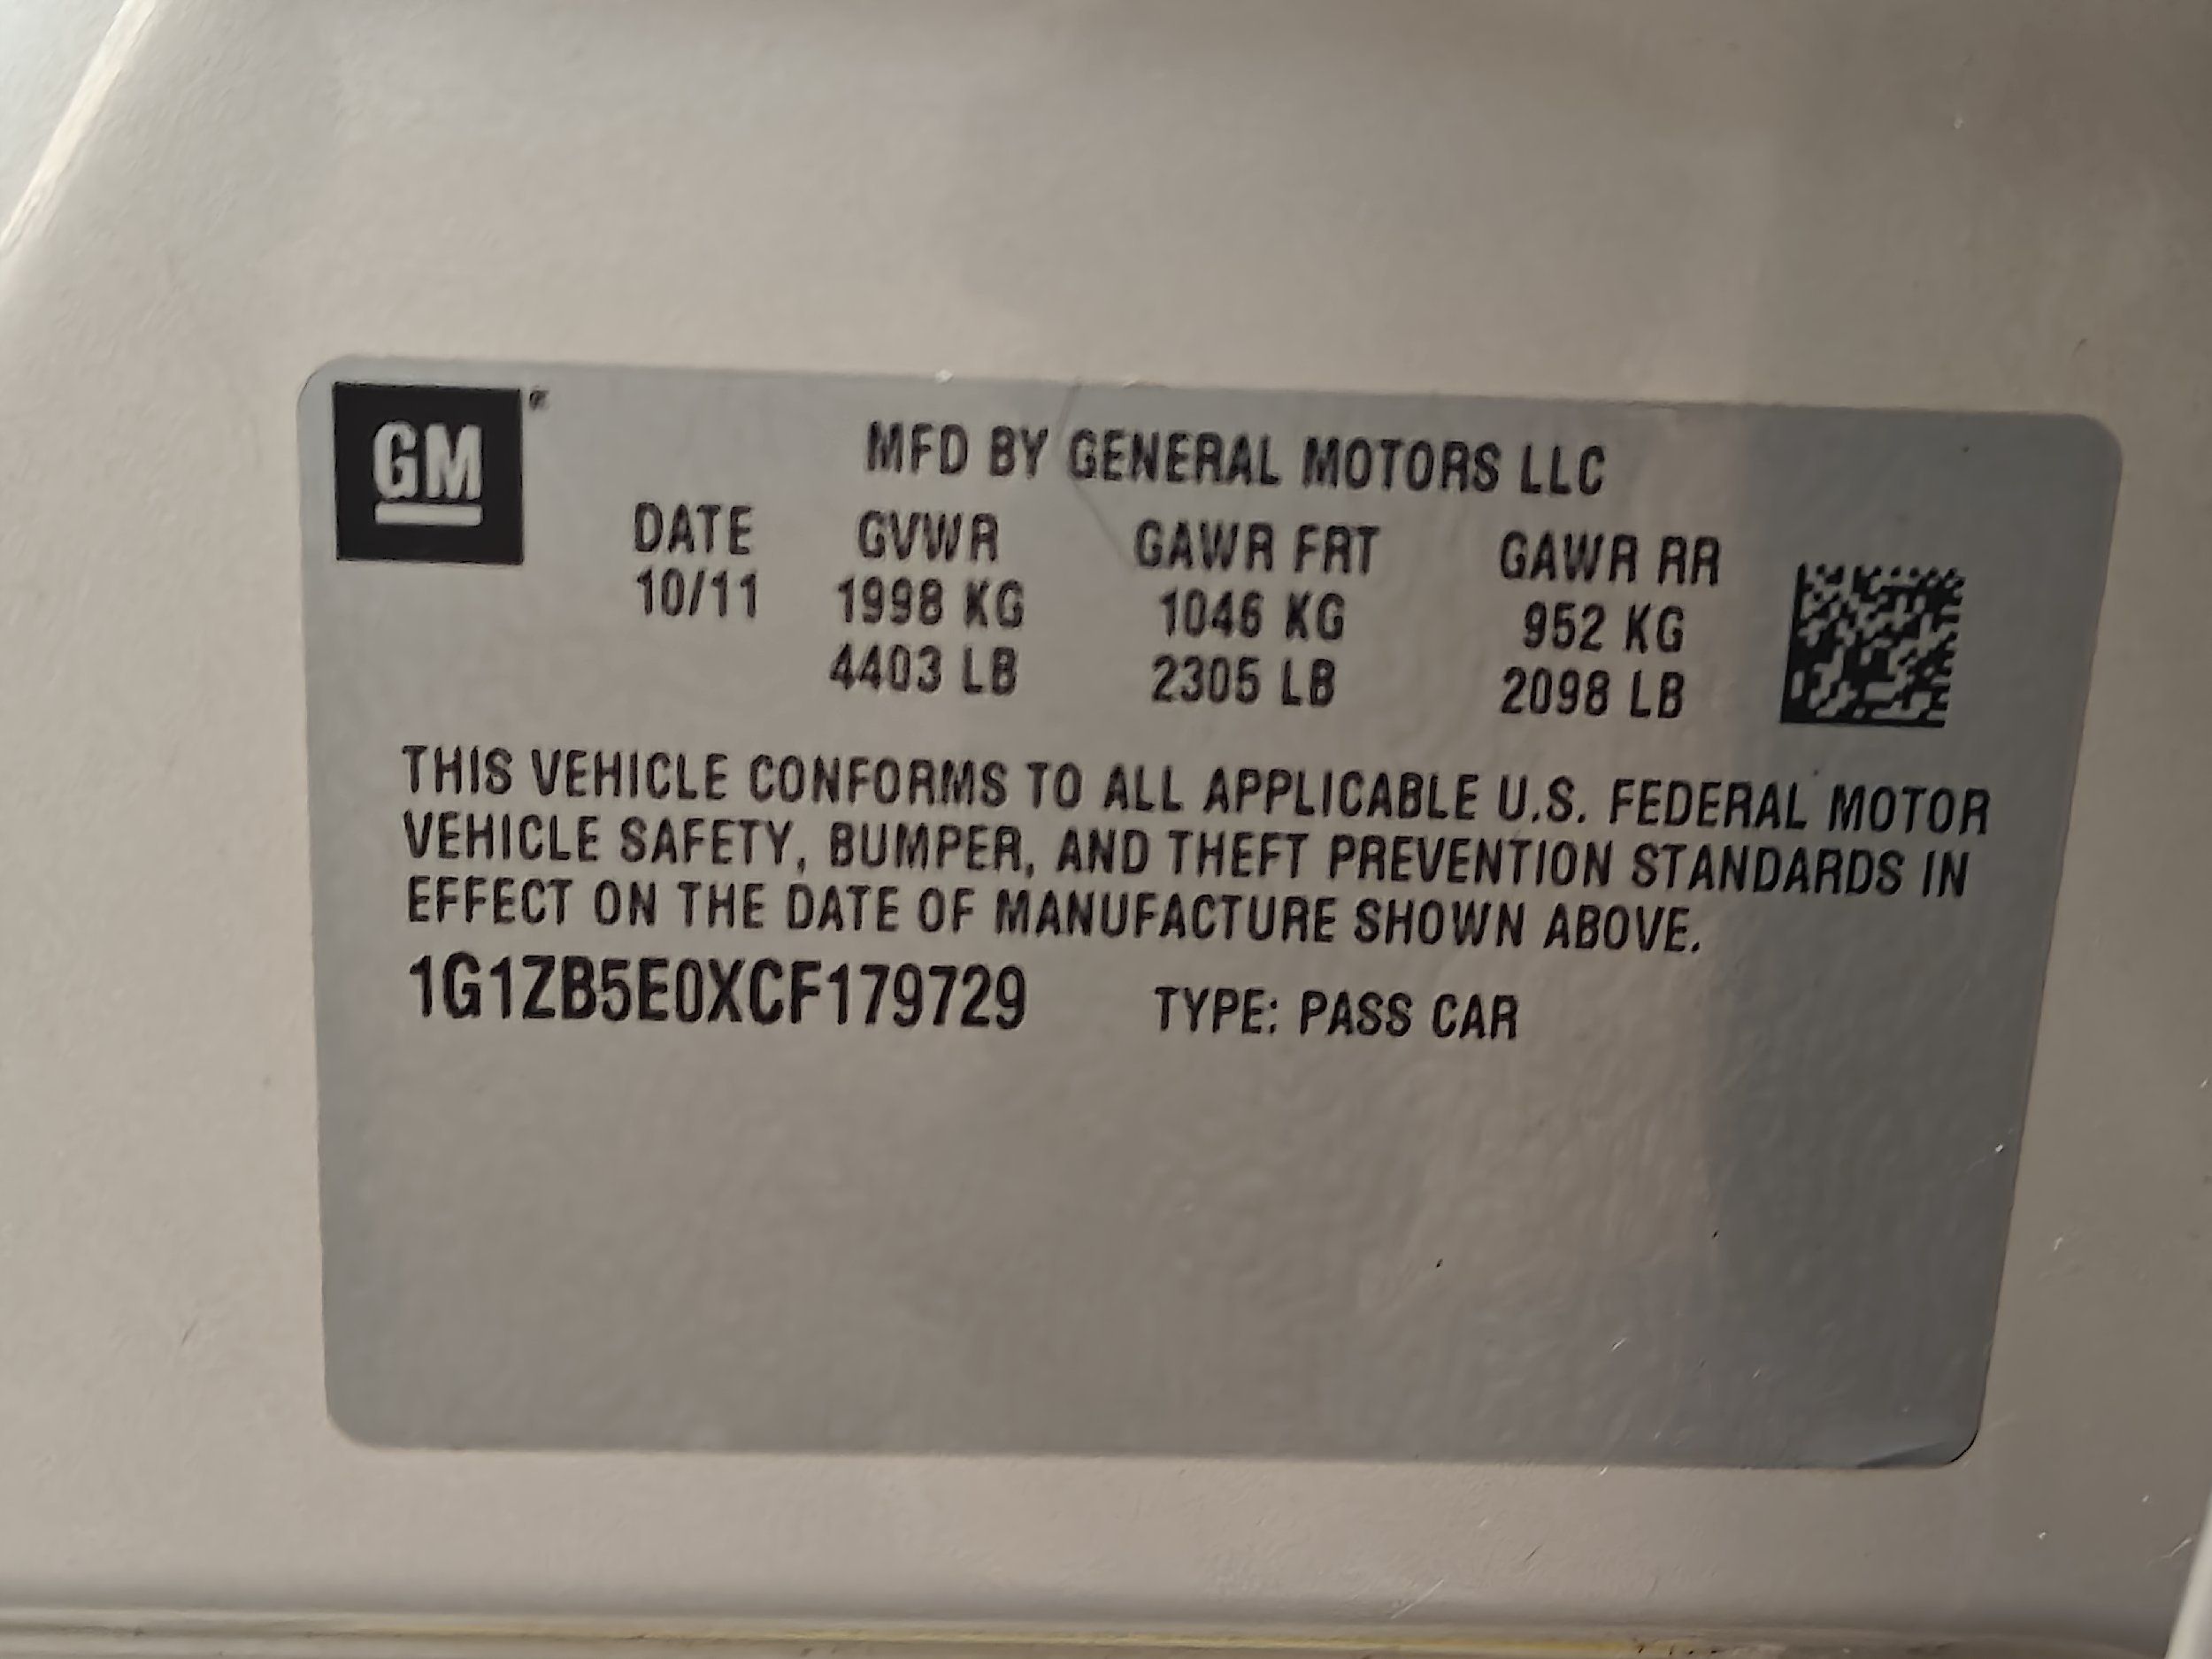 GM
MFD BY GENERAL MOTORS LLC
DATE GVWR GAWR FRT GAWR RR
10/11 1998 KG 1046 KG 952 KG
4403 LB 2305 LB 2098 LB
THIS VEHICLE CONFORMS TO ALL APPLICABLE U.S. FEDERAL MOTOR
VEHICLE SAFETY, BUMPER, AND THEFT PREVENTION STANDARDS IN
EFFECT ON THE DATE OF MANUFACTURE SHOWN ABOVE.
1G1ZB5E0XCF179729 TYPE: PASS CAR